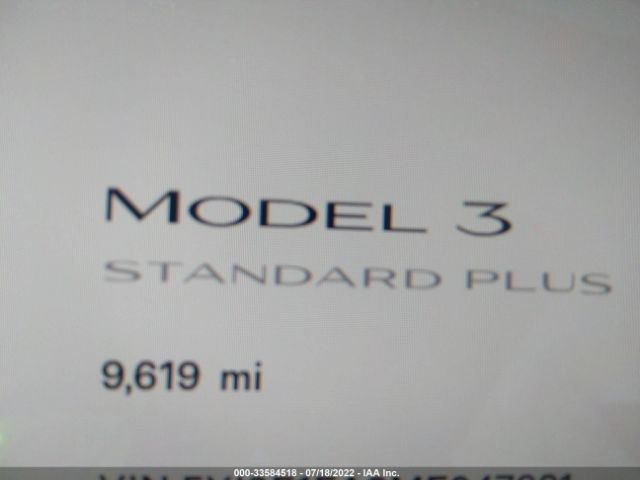 MODEL 3
STANDARD PLUS
9,619 mi
000-33584518 - 07/18/2022 - IAA Inc.